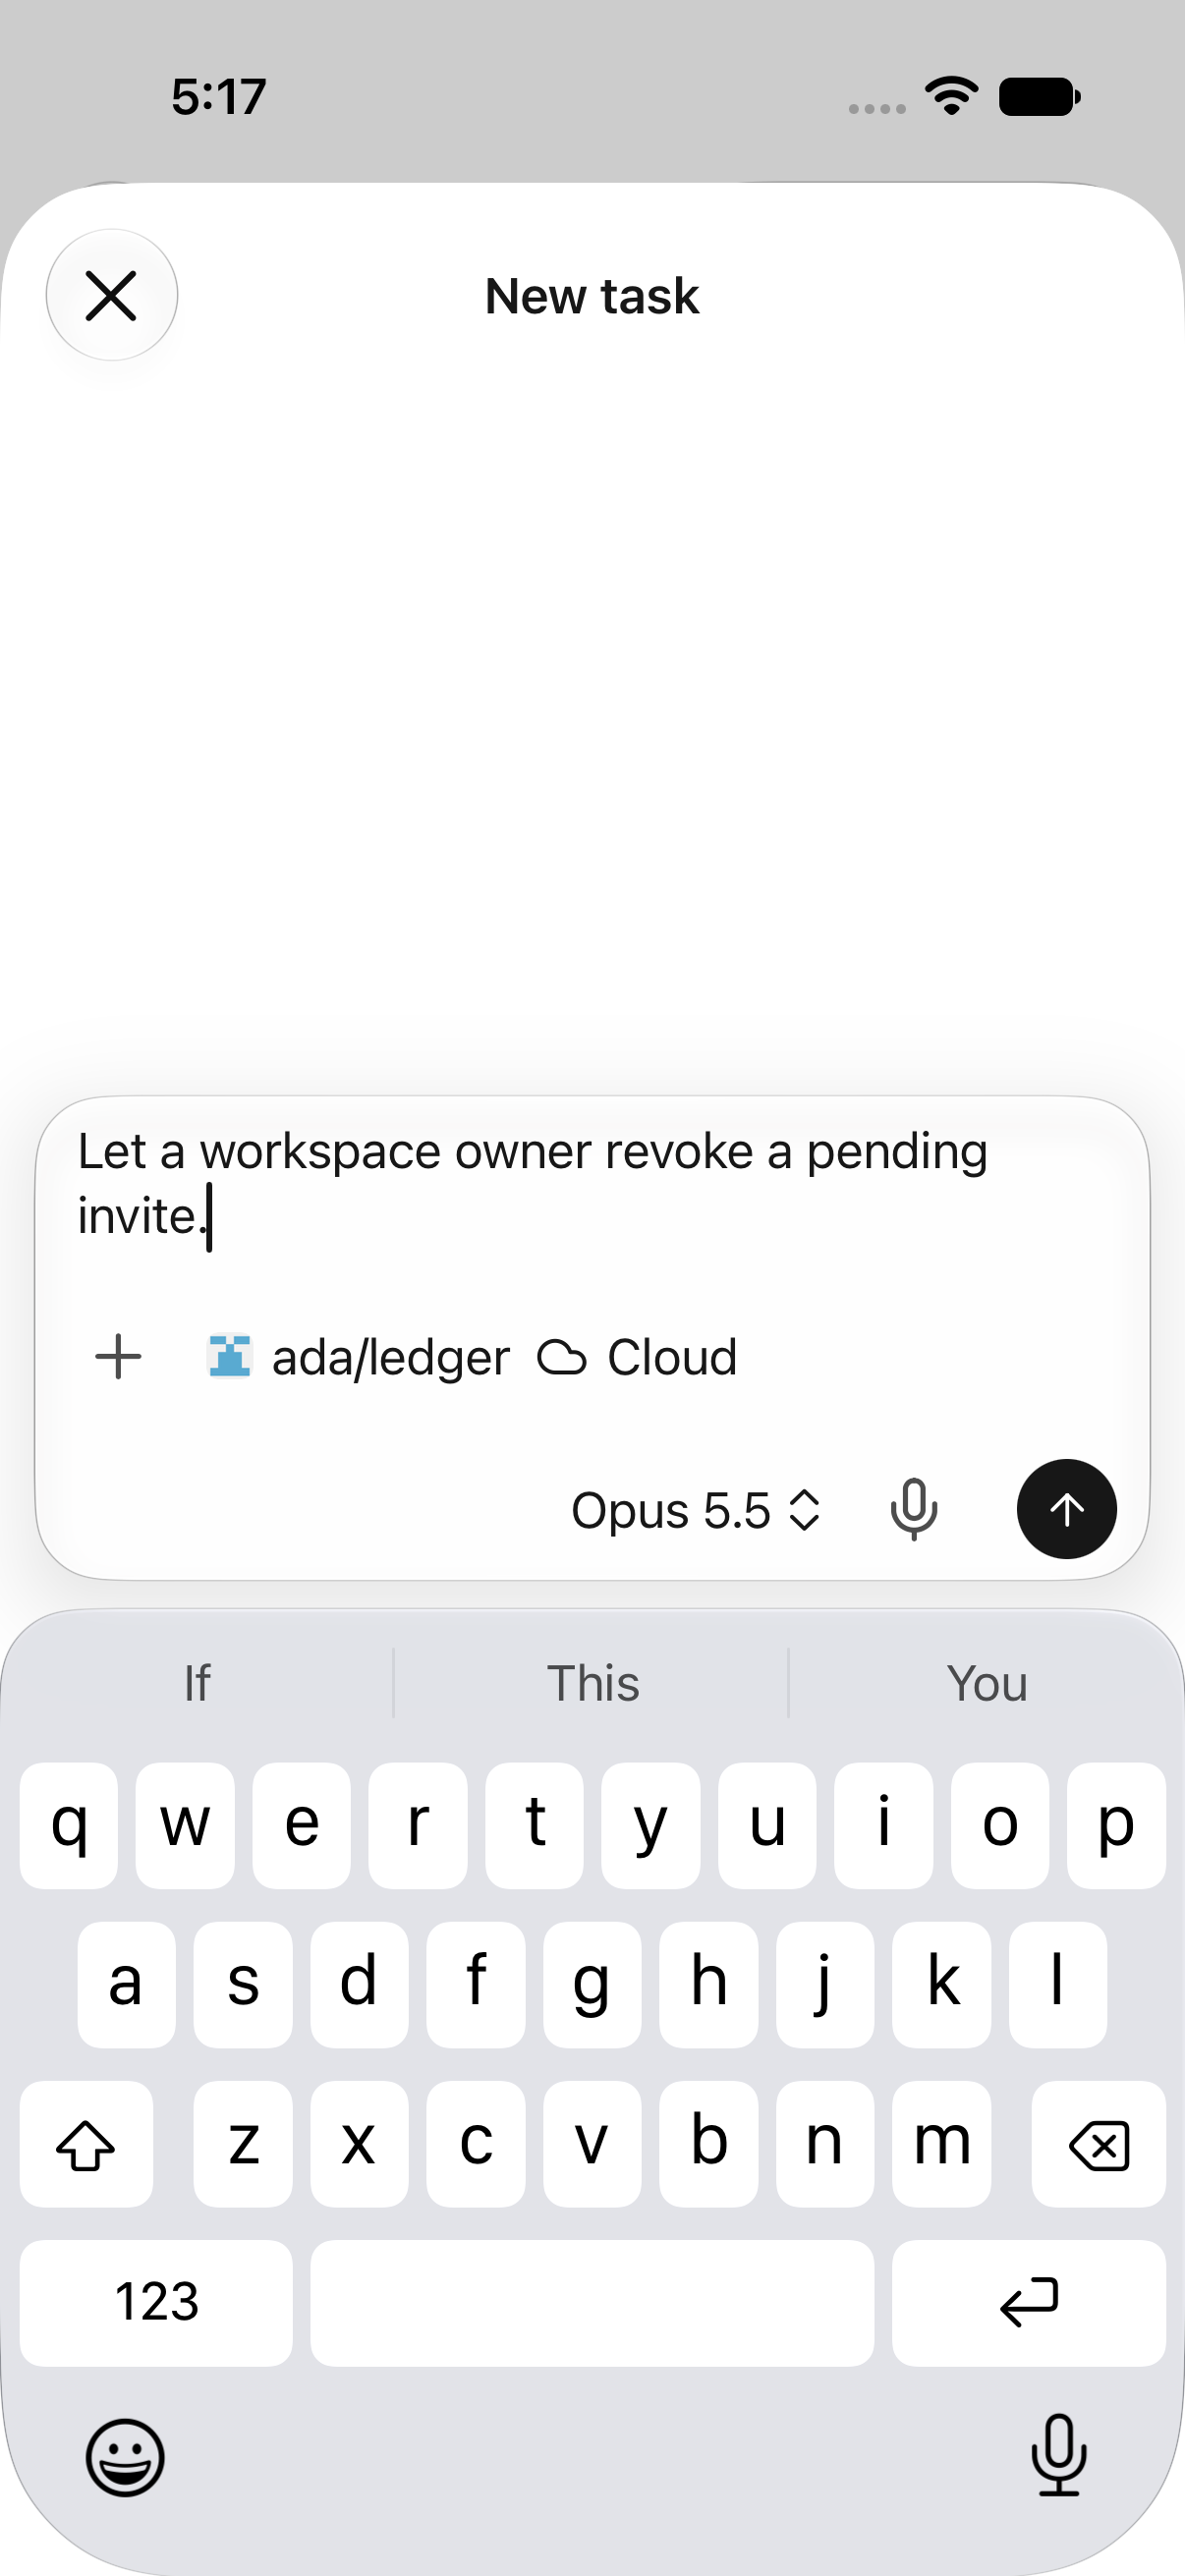 5:17
New task
Let a workspace owner revoke a pending
invite.
ada/ledger Cloud
Opus 5.5
If This You
q w e r t y u i o p
a s d f g h j k l
z x c v b n m
123